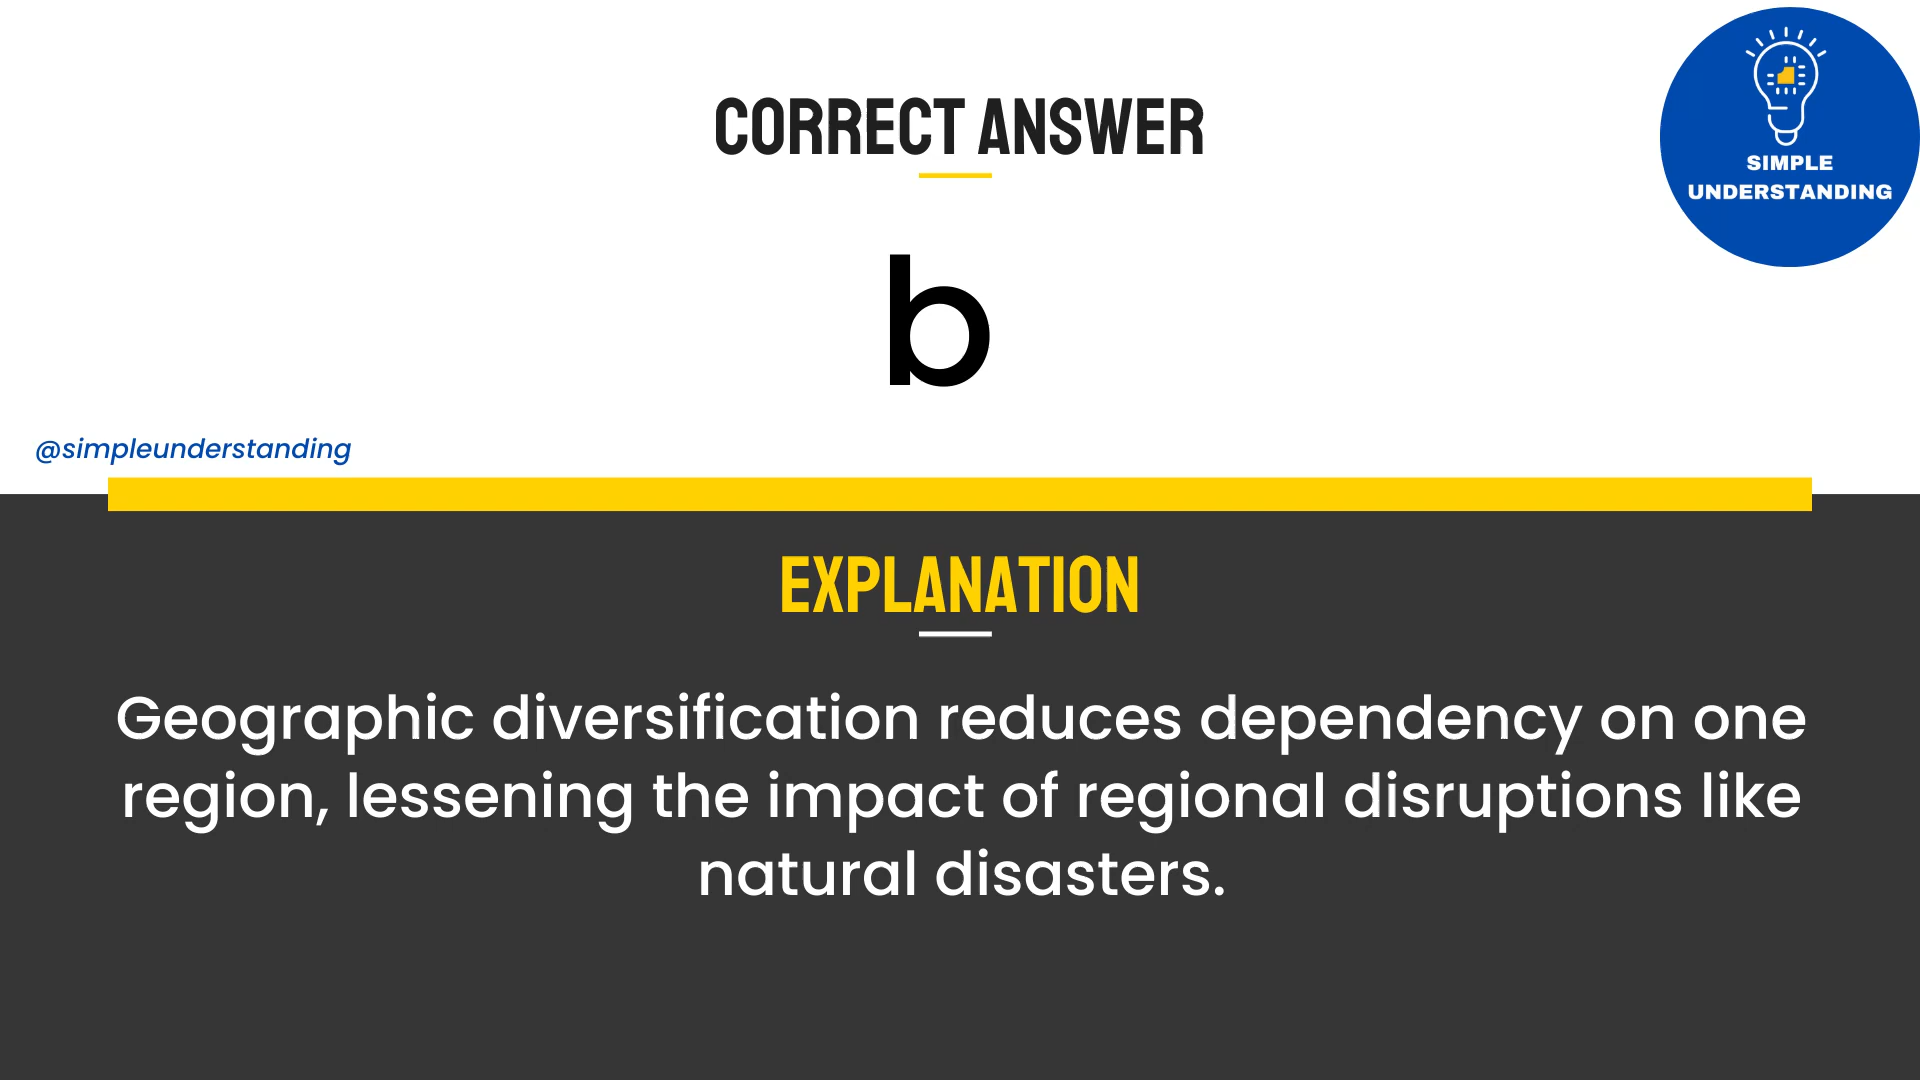 CORRECT ANSWER
SIMPLE
UNDERSTANDING
b
@simpleunderstanding
EXPLANATION
Geographic diversification reduces dependency on one
region, lessening the impact of regional disruptions like
natural disasters.